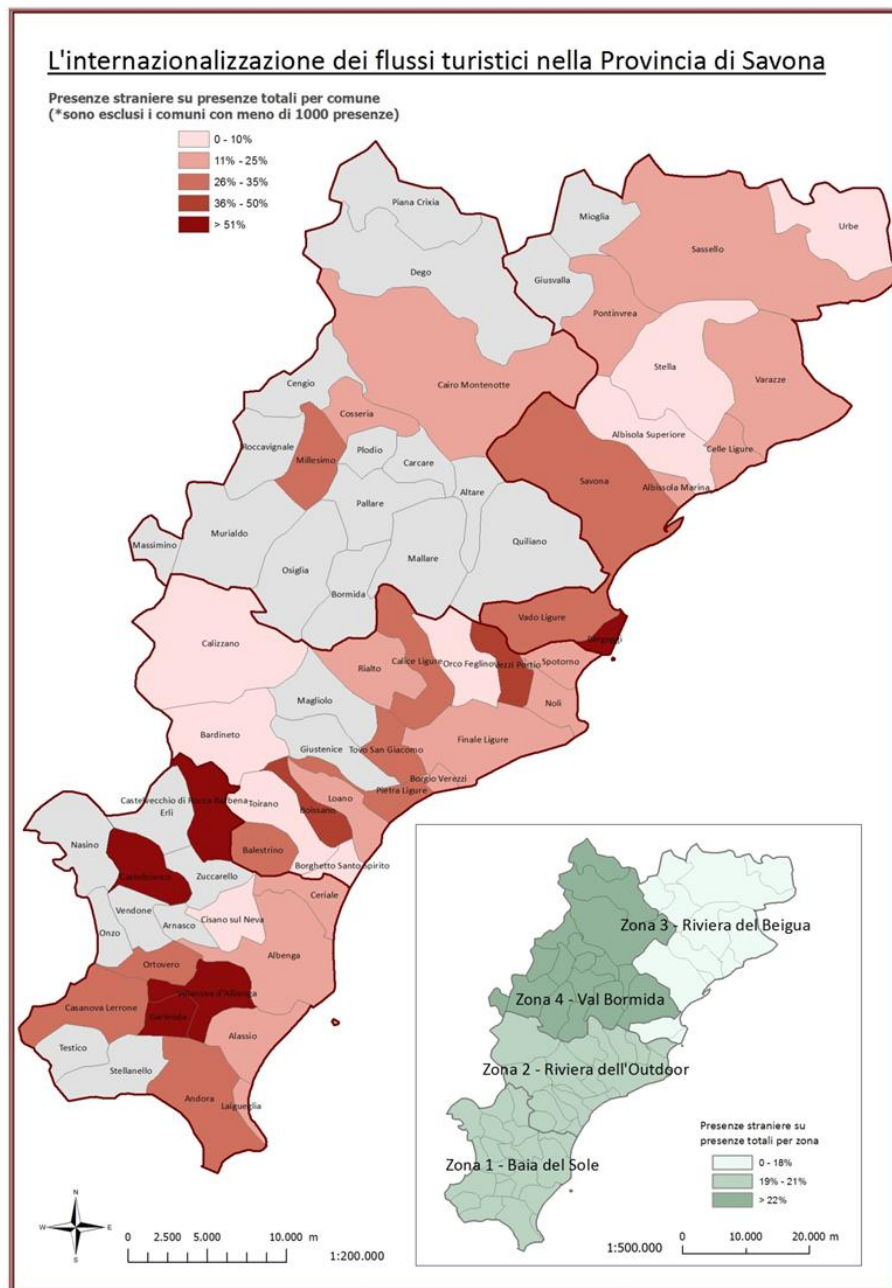 L'internazionalizzazione dei flussi turistici nella Provincia di Savona
Presenze straniere su presenze totali per comune
(*sono esclusi i comuni con meno di 1000 presenze)
0 - 10%
11% - 25%
26% - 35%
36% - 50%
> 51%
Piana Crixia
Mioglia
Urbe
Sassello
Dego
Giusvalla
Pontinvrea
Stella
Varazze
Cengio
Cairo Montenotte
Cosseria
Albisola Superiore
Celle Ligure
Roccavignale
Millesimo
Plodio
Carcare
Savona
Albissola Marina
Altare
Pallare
Murialdo
Quiliano
Massimino
Mallare
Osiglia
Bormida
Vado Ligure
Bergeggi
Calizzano
Calice Ligure
Orco Feglino
Vezzi Portio
Spotorno
Rialto
Magliolo
Noli
Bardineto
Giustenice
Tovo San Giacomo
Finale Ligure
Borgio Verezzi
Pietra Ligure
Castelvecchio di Rocca Barbena
Toirano
Loano
Erli
Boissano
Nasino
Balestrino
Castelbianco
Borghetto Santo Spirito
Zuccarello
Ceriale
Vendone
Cisano sul Neva
Arnasco
Onzo
Albenga
Ortovero
Villanova d'Albenga
Casanova Lerrone
Garlenda
Alassio
Testico
Stellanello
Andora
Laigueglia
N
W E
S
0 2.500 5.000 10.000 m
1:200.000
Zona 3 - Riviera del Beigua
Zona 4 - Val Bormida
Zona 2 - Riviera dell'Outdoor
Zona 1 - Baia del Sole
Presenze straniere su
presenze totali per zona
0 - 18%
19% - 21%
> 22%
1:500.000
0 10.000 20.000 m